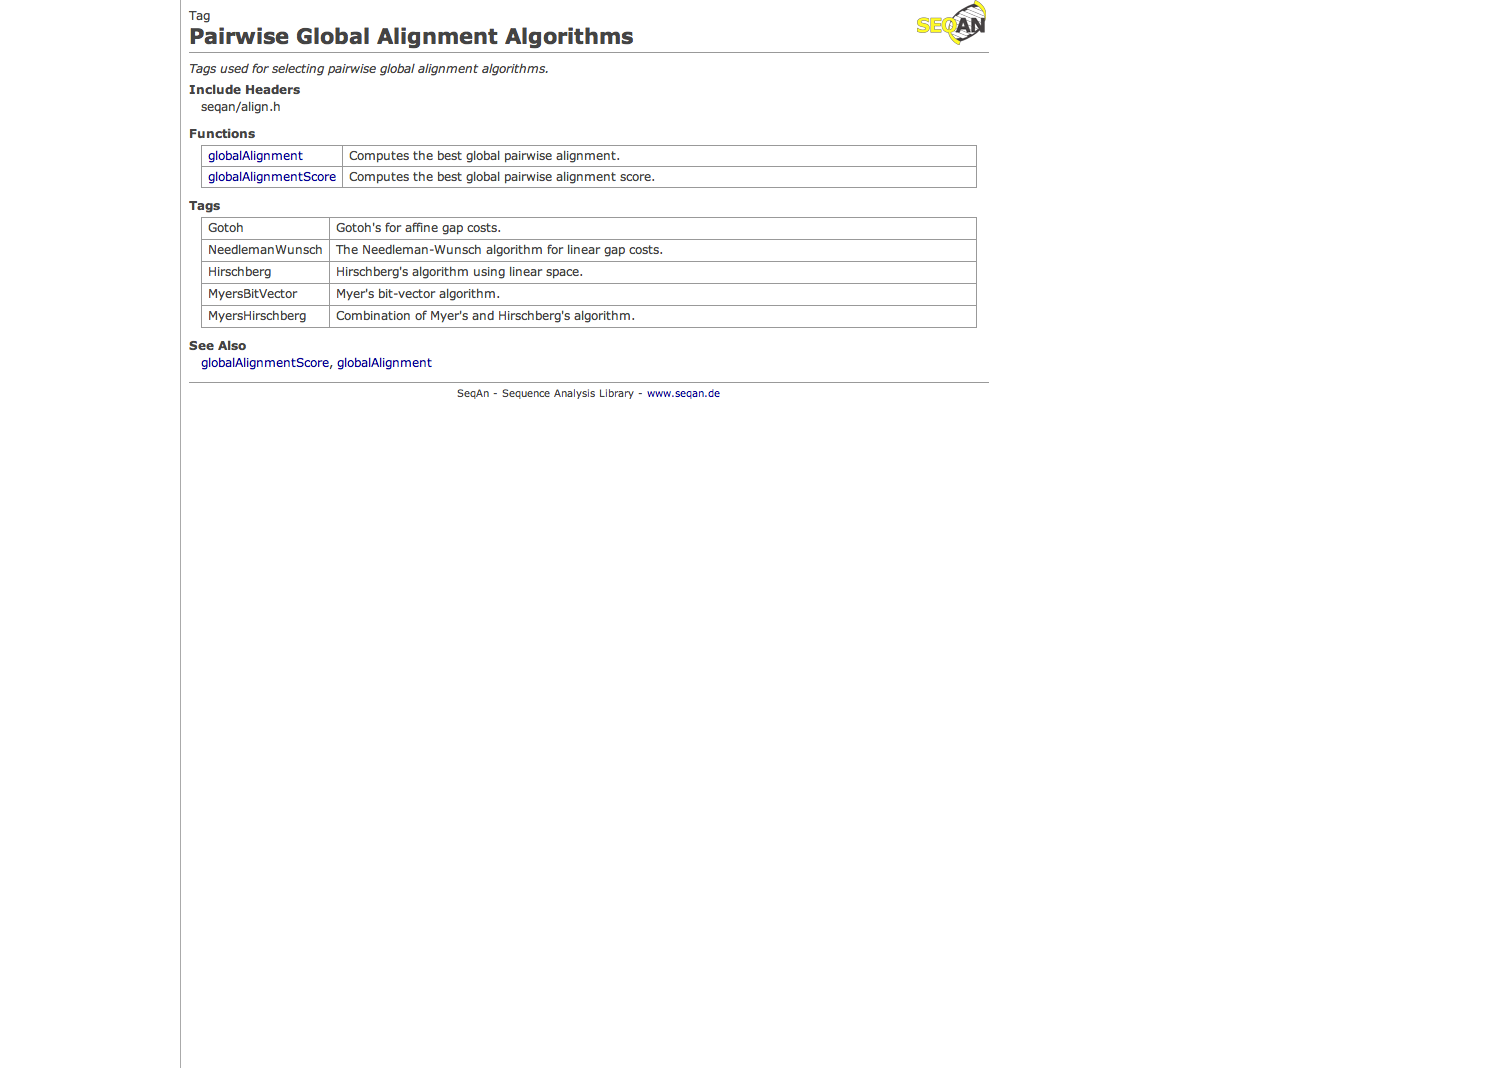 Tag
SEQAN
Pairwise Global Alignment Algorithms
Tags used for selecting pairwise global alignment algorithms.
Include Headers
seqan/align.h
Functions
globalAlignment Computes the best global pairwise alignment.
globalAlignmentScore Computes the best global pairwise alignment score.
Tags
Gotoh Gotoh's for affine gap costs.
NeedlemanWunsch The Needleman-Wunsch algorithm for linear gap costs.
Hirschberg Hirschberg's algorithm using linear space.
MyersBitVector Myer's bit-vector algorithm.
MyersHirschberg Combination of Myer's and Hirschberg's algorithm.
See Also
globalAlignmentScore, globalAlignment
SeqAn - Sequence Analysis Library - www.seqan.de